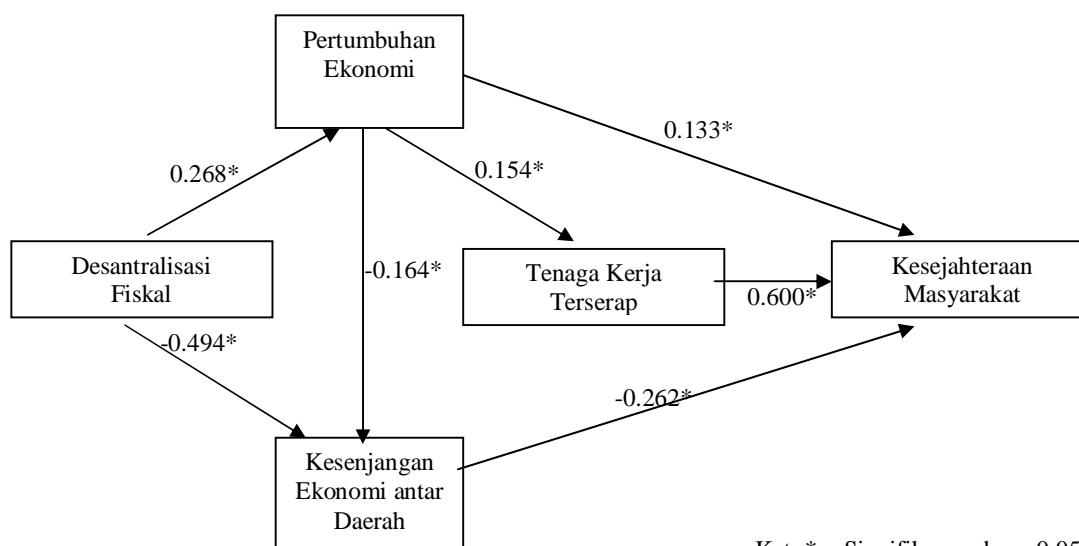 Pertumbuhan
Ekonomi
0.133*
0.268*
0.154*
Desantralisasi
Fiskal
-0.164*
Tenaga Kerja
Terserap
0.600*
Kesejahteraan
Masyarakat
-0.494*
-0.262*
Kesenjangan
Ekonomi antar
Daerah